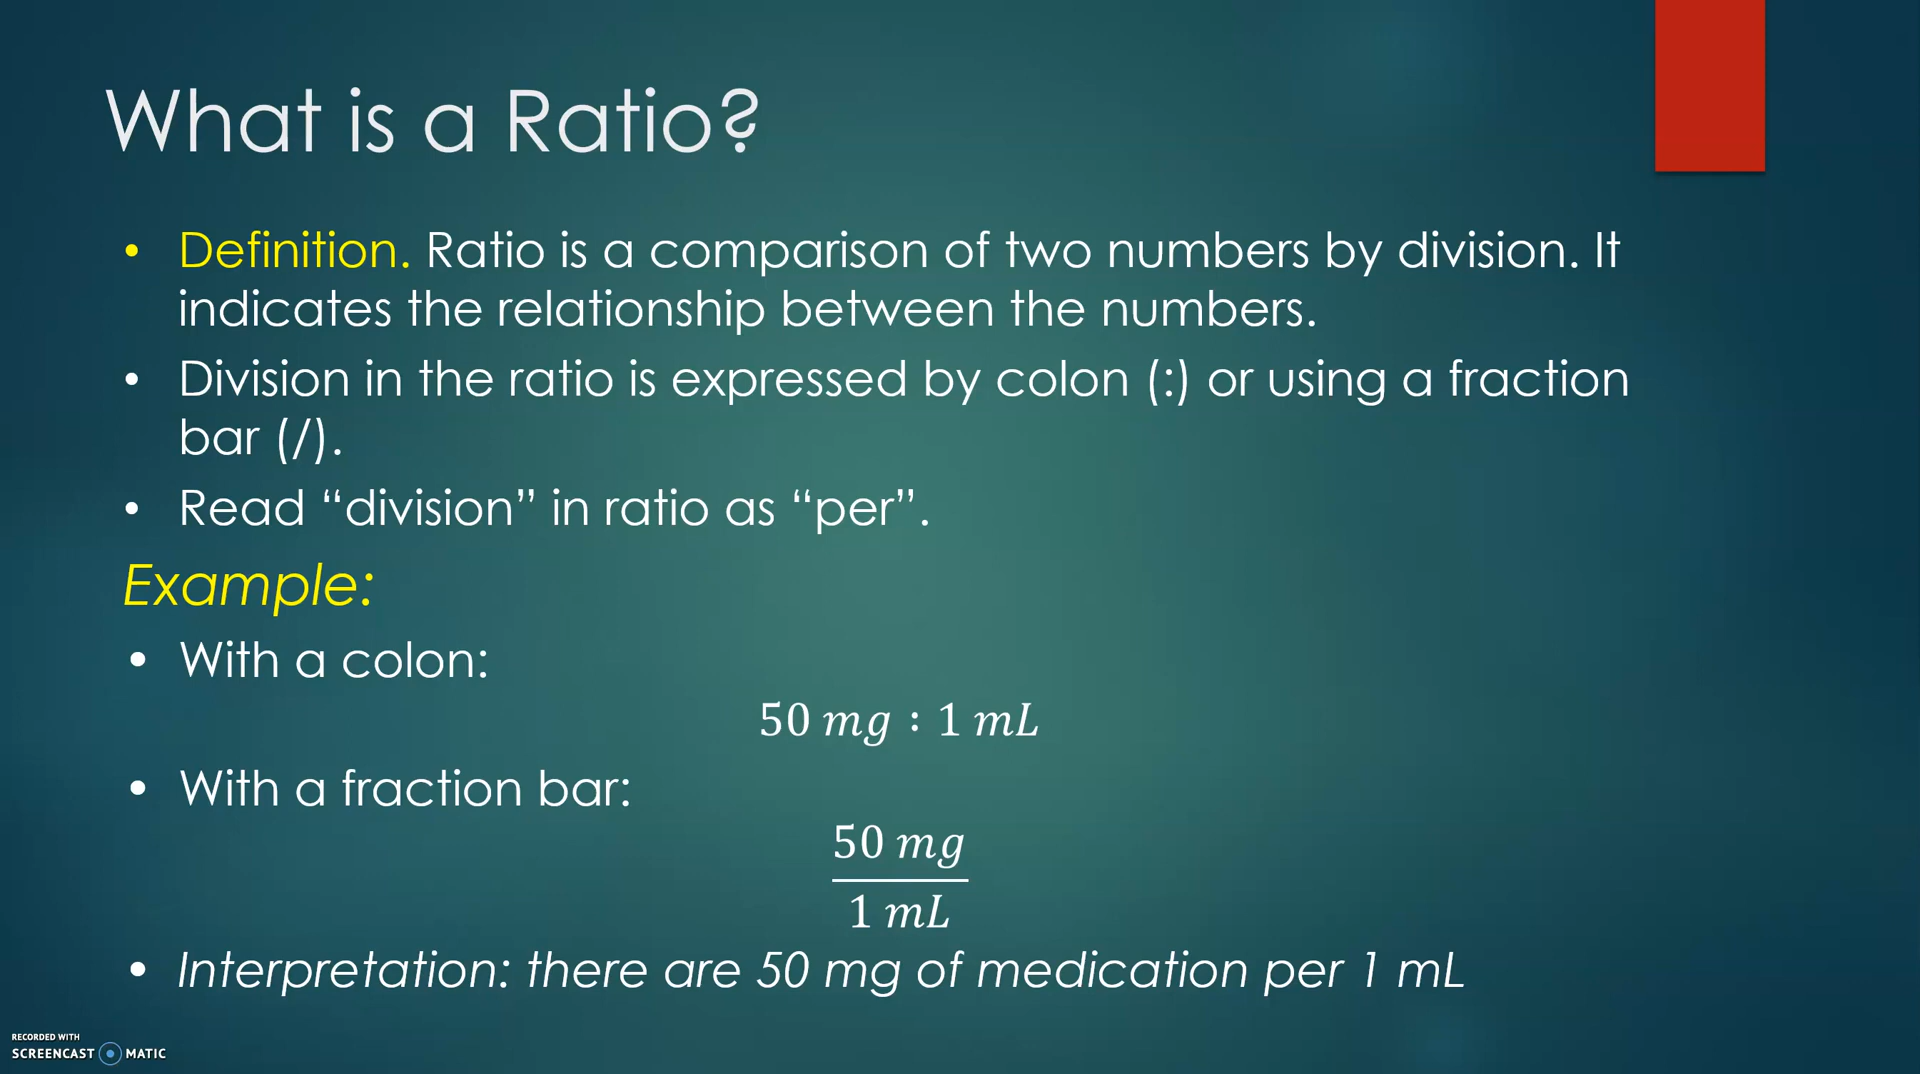 What is a Ratio?
• Definition. Ratio is a comparison of two numbers by division. It
indicates the relationship between the numbers.
• Division in the ratio is expressed by colon (:) or using a fraction
bar (/).
• Read “division” in ratio as “per”.
Example:
• With a colon:
50 mg : 1 mL
• With a fraction bar:
50 mg
1 mL
• Interpretation: there are 50 mg of medication per 1 mL
RECORDED WITH
SCREENCAST MATIC